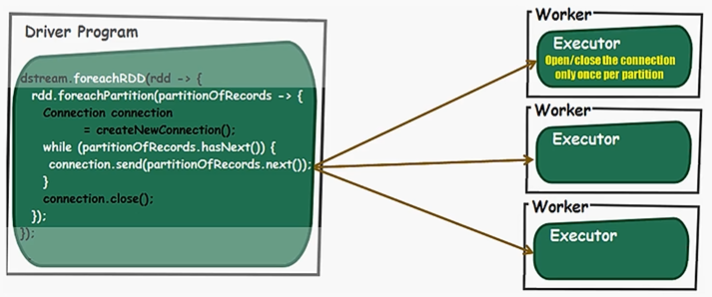 Driver Program
dstream.foreachRDD(rdd -> {
rdd.foreachPartition(partitionOfRecords -> {
Connection connection
= createNewConnection();
while (partitionOfRecords.hasNext()) {
connection.send(partitionOfRecords.next());
}
connection.close();
});
});
Worker
Executor
Open/close the connection
only once per partition
Worker
Executor
Worker
Executor